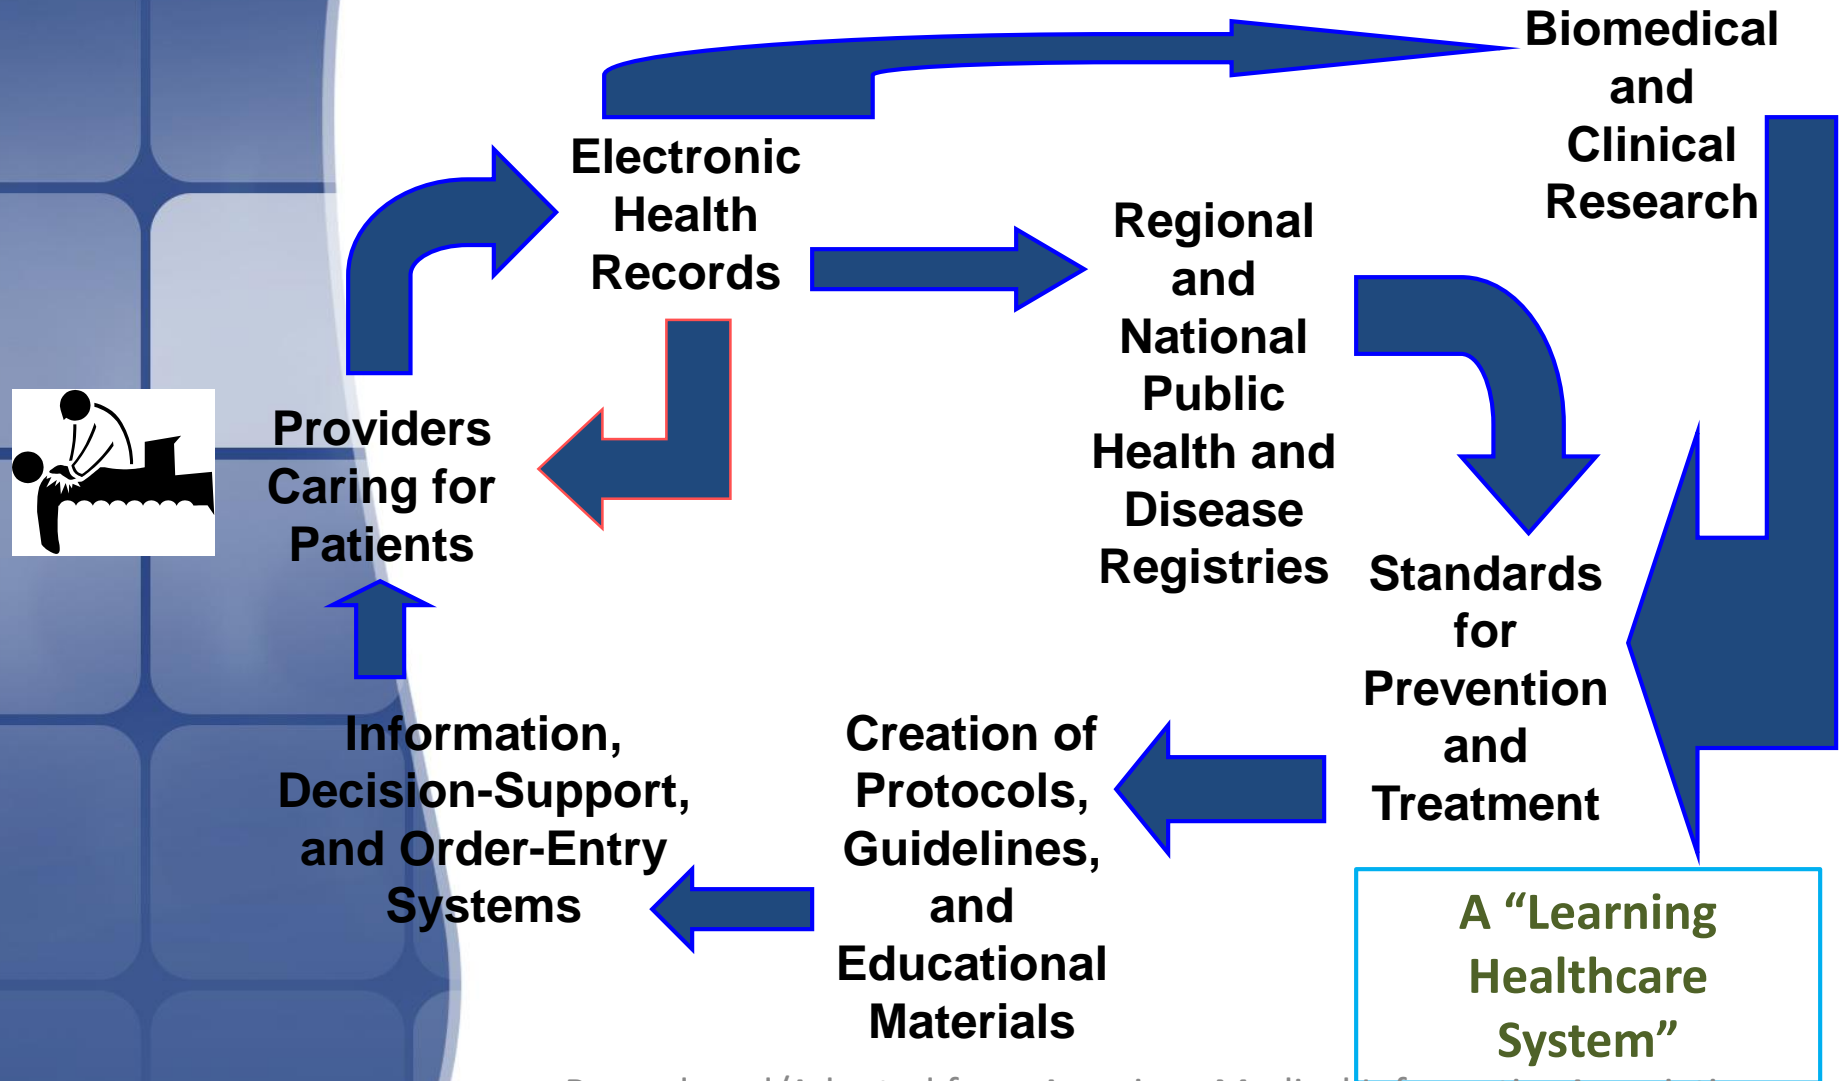 Biomedical
and
Clinical
Research
Electronic
Health
Records
Regional
and
National
Public
Health and
Disease
Registries
Providers
Caring for
Patients
Standards
for
Prevention
and
Treatment
Information,
Decision-Support,
and Order-Entry
Systems
Creation of
Protocols,
Guidelines,
and
Educational
Materials
A “Learning
Healthcare
System”